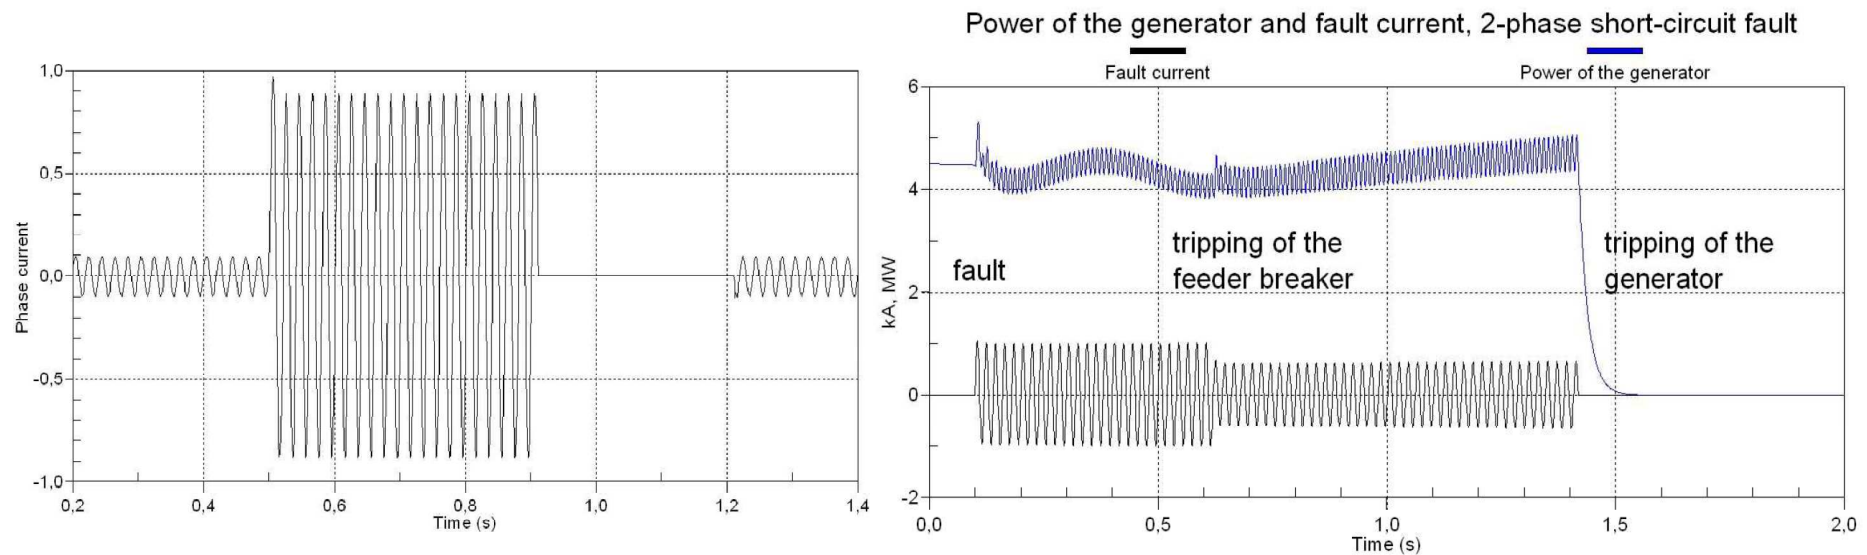 1,0
0,5
0,0
-0,5
-1,0
Phase current
0,2
0,4
0,6
0,8
1,0
1,2
1,4
Time (s)
Power of the generator and fault current, 2-phase short-circuit fault
Fault current
Power of the generator
6
4
2
0
-2
kA, MW
fault
tripping of the
feeder breaker
tripping of the
generator
0,0
0,5
1,0
1,5
2,0
Time (s)